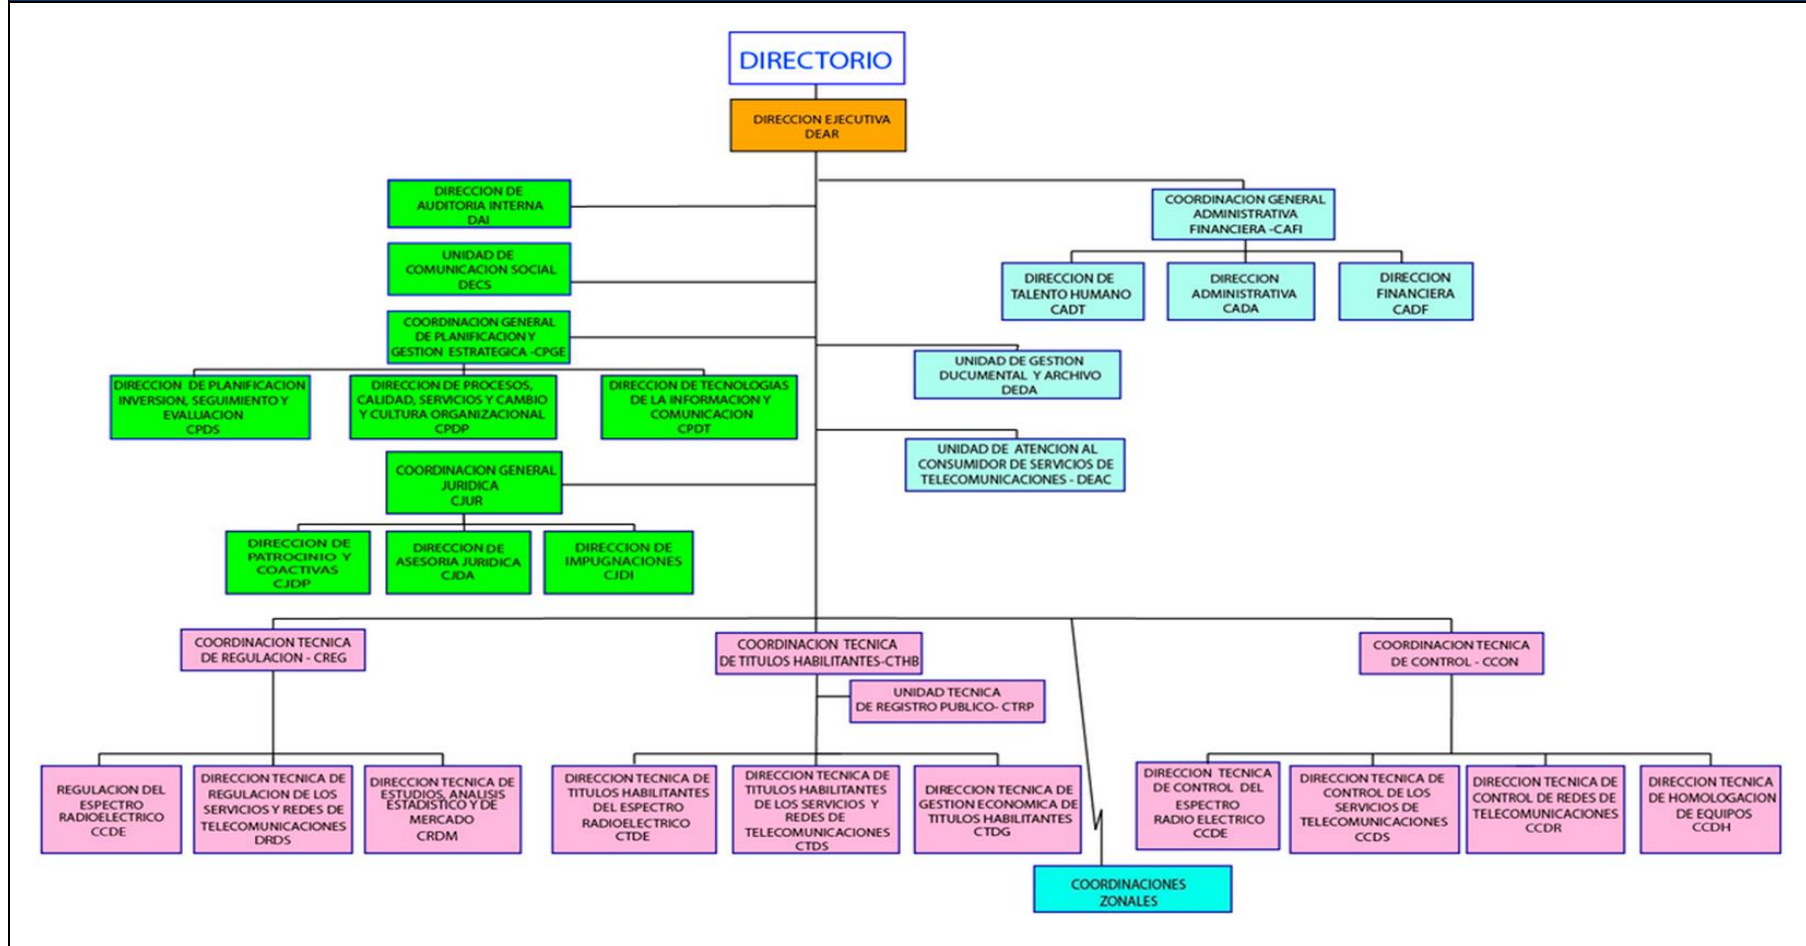 DIRECTORIO
DIRECCION EJECUTIVA
DEAR
DIRECCION DE
AUDITORIA INTERNA
DAI
COORDINACION GENERAL
ADMINISTRATIVA
FINANCIERA -CAFI
UNIDAD DE
COMUNICACION SOCIAL
DECS
DIRECCION DE
TALENTO HUMANO
CADT
DIRECCION
ADMINISTRATIVA
CADA
DIRECCION
FINANCIERA
CADF
COORDINACION GENERAL
DE PLANIFICACION Y
GESTION ESTRATEGICA -CPGE
UNIDAD DE GESTION
DUCUMENTAL Y ARCHIVO
DEDA
DIRECCION DE PLANIFICACION
INVERSION, SEGUIMIENTO Y
EVALUACION
CPDS
DIRECCION DE PROCESOS,
CALIDAD, SERVICIOS Y CAMBIO
Y CULTURA ORGANIZACIONAL
CPDP
DIRECCION DE TECNOLOGIAS
DE LA INFORMACION Y
COMUNICACION
CPDT
UNIDAD DE ATENCION AL
CONSUMIDOR DE SERVICIOS DE
TELECOMUNICACIONES - DEAC
COORDINACION GENERAL
JURIDICA
CJUR
DIRECCION DE
PATROCINIO Y
COACTIVAS
CJDP
DIRECCION DE
ASESORIA JURIDICA
CJDA
DIRECCION DE
IMPUGNACIONES
CJDI
COORDINACION TECNICA
DE REGULACION - CREG
COORDINACION TECNICA
DE TITULOS HABILITANTES-CTHB
COORDINACION TECNICA
DE CONTROL - CCON
UNIDAD TECNICA
DE REGISTRO PUBLICO- CTRP
REGULACION DEL
ESPECTRO
RADIOELECTRICO
CCDE
DIRECCION TECNICA DE
REGULACION DE LOS
SERVICIOS Y REDES DE
TELECOMUNICACIONES
DRDS
DIRECCION TECNICA DE
ESTUDIOS, ANALISIS
ESTADISTICO Y DE
MERCADO
CRDM
DIRECCION TECNICA DE
TITULOS HABILITANTES
DEL ESPECTRO
RADIOELECTRICO
CTDE
DIRECCION TECNICA DE
TITULOS HABILITANTES
DE LOS SERVICIOS Y
REDES DE
TELECOMUNICACIONES
CTDS
DIRECCION TECNICA DE
GESTION ECONOMICA DE
TITULOS HABILITANTES
CTDG
DIRECCION TECNICA
DE CONTROL DEL
ESPECTRO
RADIO ELECTRICO
CCDE
DIRECCION TECNICA DE
CONTROL DE LOS
SERVICIOS DE
TELECOMUNICACIONES
CCDS
DIRECCION TECNICA DE
CONTROL DE REDES DE
TELECOMUNICACIONES
CCDR
DIRECCION TECNICA
DE HOMOLOGACION
DE EQUIPOS
CCDH
COORDINACIONES
ZONALES